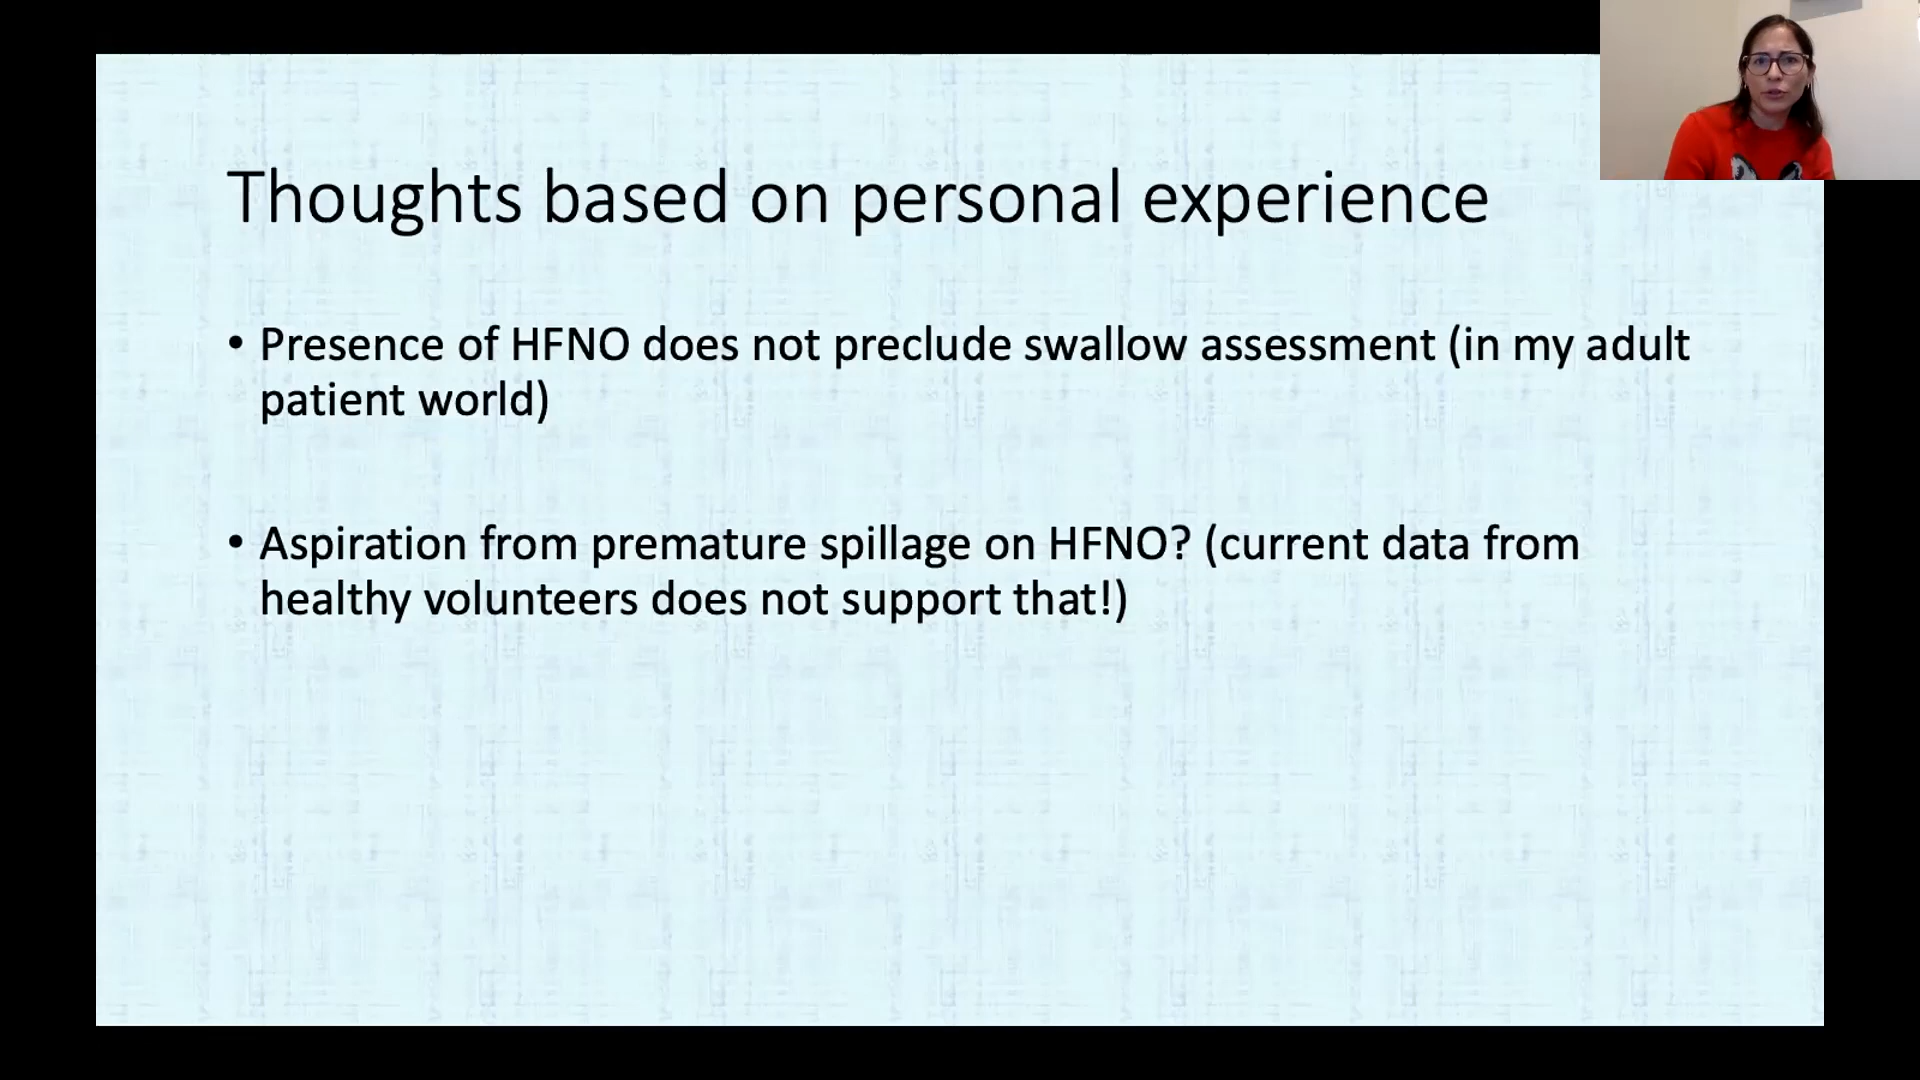 Thoughts based on personal experience
• Presence of HFNO does not preclude swallow assessment (in my adult
patient world)
• Aspiration from premature spillage on HFNO? (current data from
healthy volunteers does not support that!)